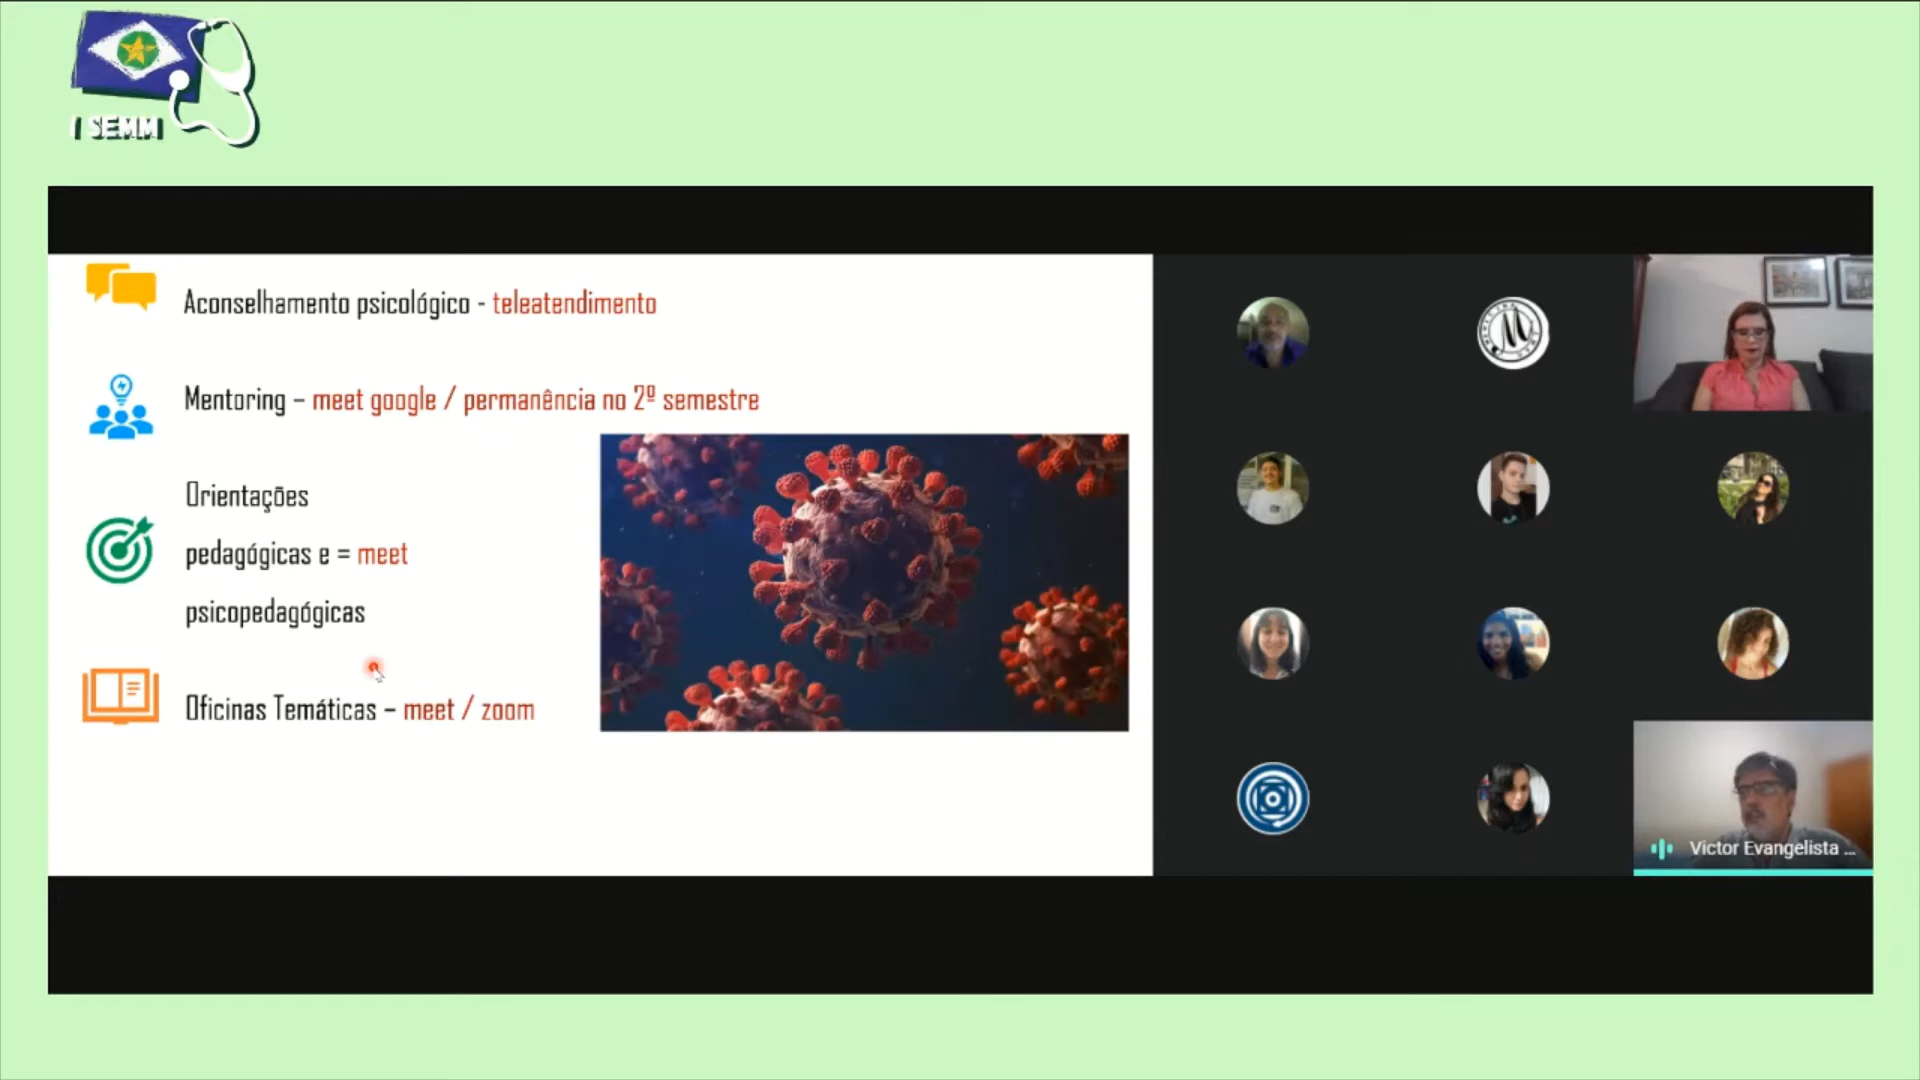 I SEMM
Aconselhamento psicológico - teleatendimento
Mentoring – meet google / permanência no 2º semestre
Orientações
pedagógicas e = meet
psicopedagógicas
Oficinas Temáticas – meet / zoom
M
Victor Evangelista ...